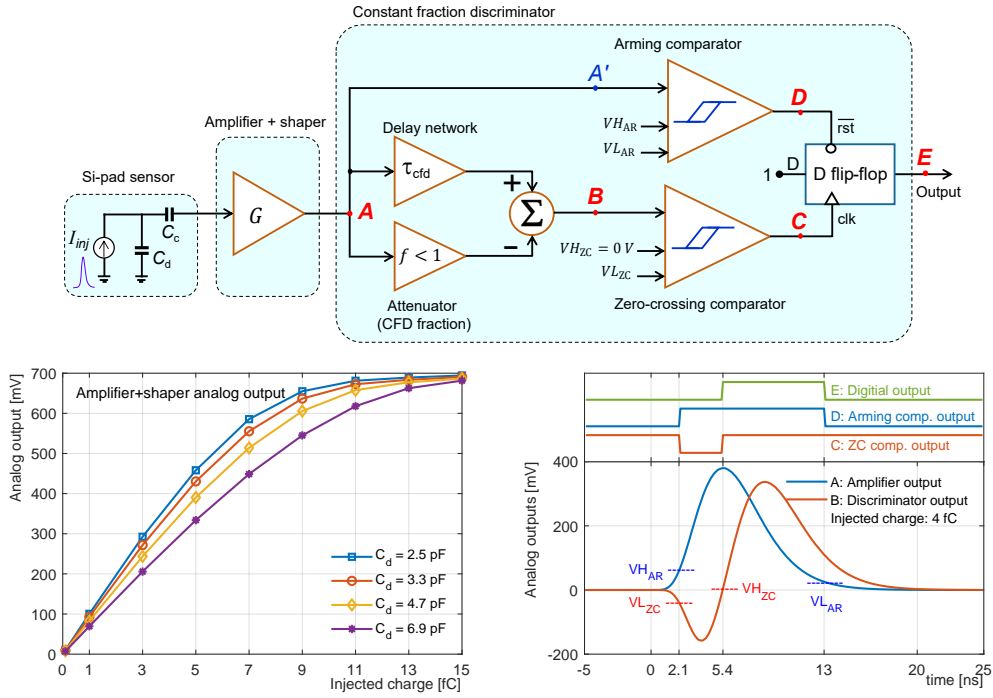 Constant fraction discriminator
Arming comparator
A'
D
VH_AR
VL_AR
rst
Amplifier + shaper
Delay network
τ_cfd
Si-pad sensor
G
A
+
Σ
−
B
1
D
D flip-flop
E
Output
clk
I_inj
C_c
C_d
f < 1
VH_ZC = 0 V
VL_ZC
C
Attenuator
(CFD fraction)
Zero-crossing comparator
Amplifier+shaper analog output
Analog output [mV]
700
600
500
400
300
200
100
0
C_d = 2.5 pF
C_d = 3.3 pF
C_d = 4.7 pF
C_d = 6.9 pF
0 1 3 5 7 9 11 13 15
Injected charge [fC]
E: Digitial output
D: Arming comp. output
C: ZC comp. output
Analog outputs [mV]
400
200
0
-200
A: Amplifier output
B: Discriminator output
Injected charge: 4 fC
VH_AR
VL_ZC
VH_ZC
VL_AR
-5 0 2.1 5.4 13 20 25
time [ns]